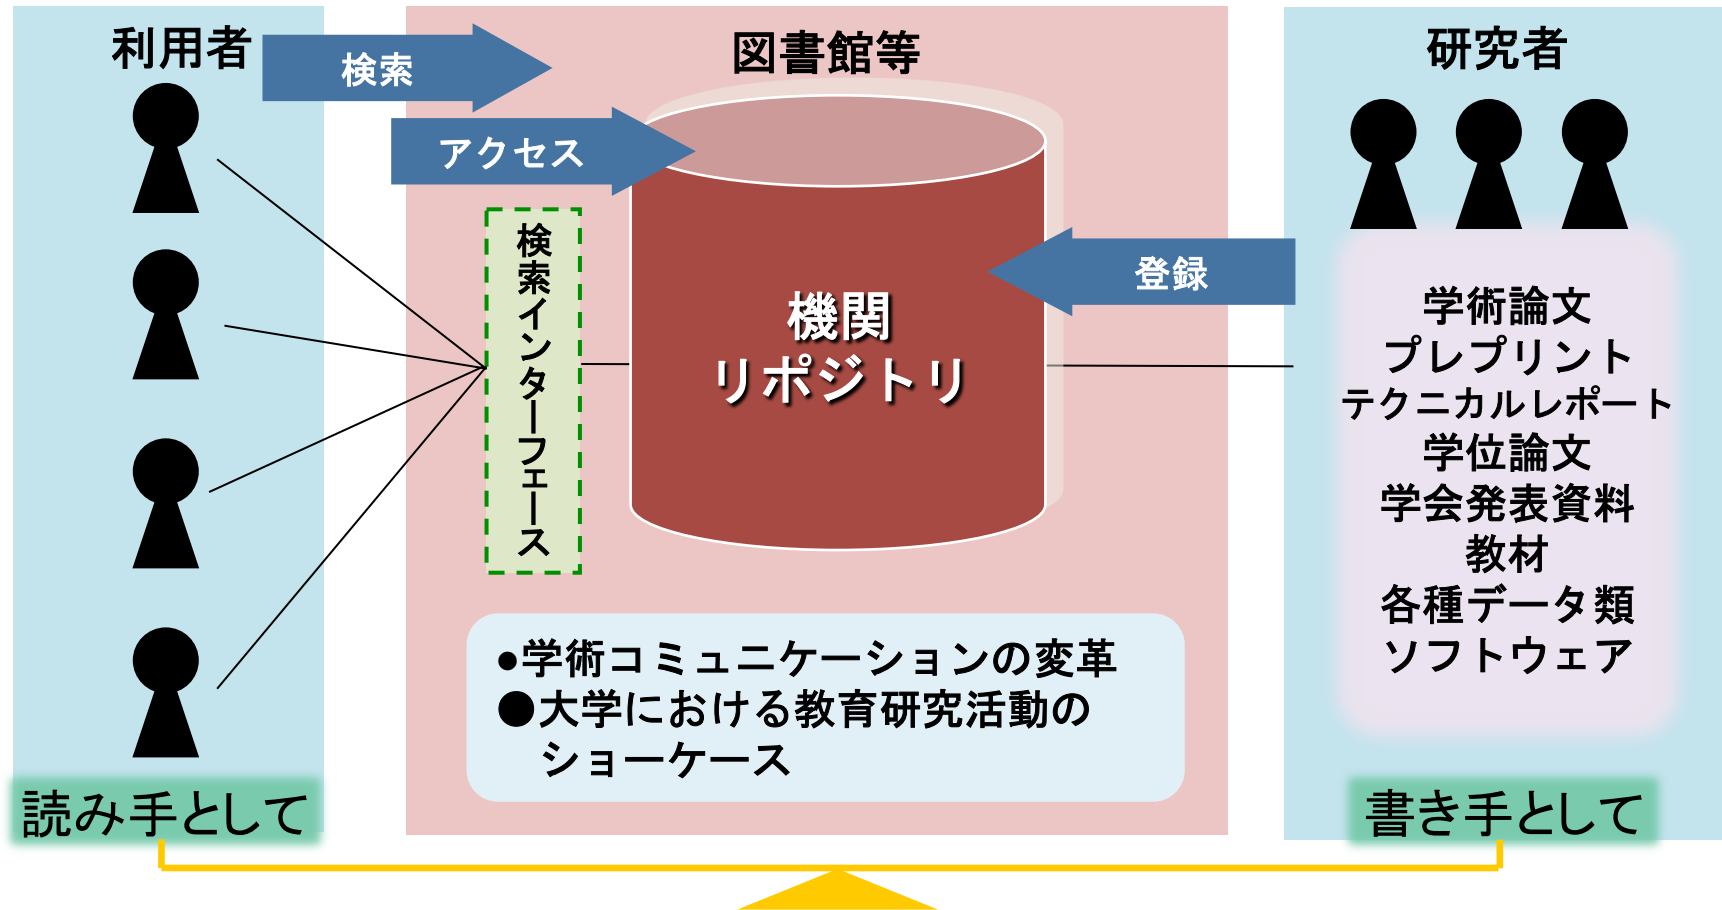 利用者
検索
アクセス
図書館等
検索インターフェース
機関
リポジトリ
登録
研究者
学術論文
プレプリント
テクニカルレポート
学位論文
学会発表資料
教材
各種データ類
ソフトウェア
●学術コミュニケーションの変革
●大学における教育研究活動の
ショーケース
読み手として
書き手として